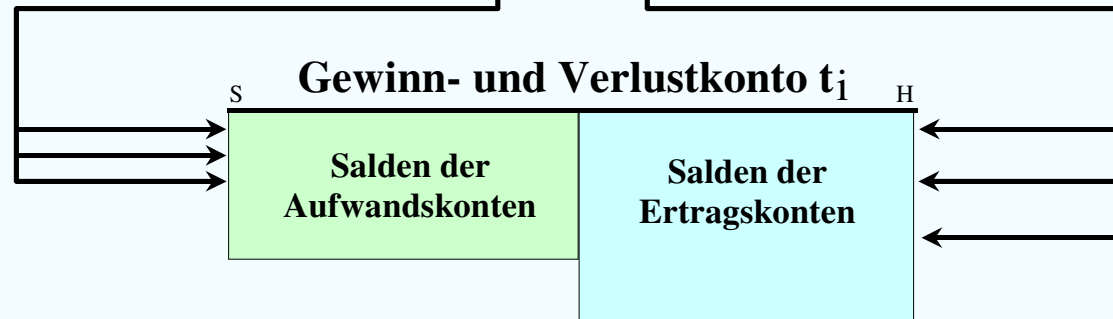 Gewinn- und Verlustkonto ti
S
H
Salden der
Aufwandskonten
Salden der
Ertragskonten